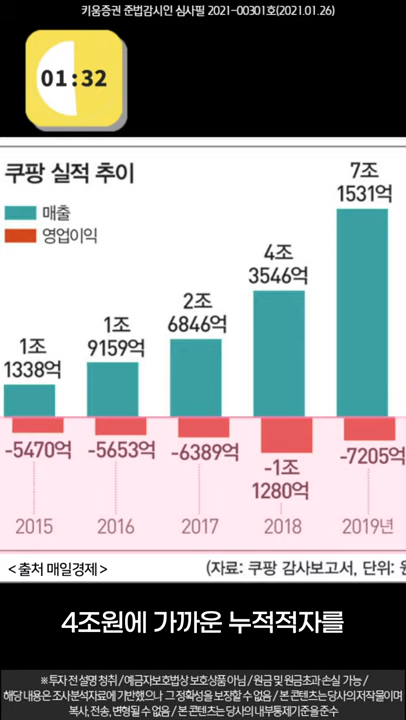 키움증권 준법감시인 심사필 2021-00301호(2021.01.26)
01:32
쿠팡 실적 추이
매출
영업이익
1조
1338억
1조
9159억
2조
6846억
4조
3546억
7조
1531억
-5470억
-5653억
-6389억
-1조
1280억
-7205억
2015
2016
2017
2018
2019년
<출처 매일경제>
(자료: 쿠팡 감사보고서, 단위:
4조원에 가까운 누적적자를
※ 투자 전 설명 청취 / 예금자보호법상 보호상품 아님 / 원금 및 원금초과 손실 가능 /
해당 내용은 조사분석자료에 기반했으나 그 정확성을 보장할 수 없음 / 본 콘텐츠는 당사의 저작물이며
복사, 전송, 변형될 수 없음 / 본 콘텐츠는 당사의 내부통제기준을 준수